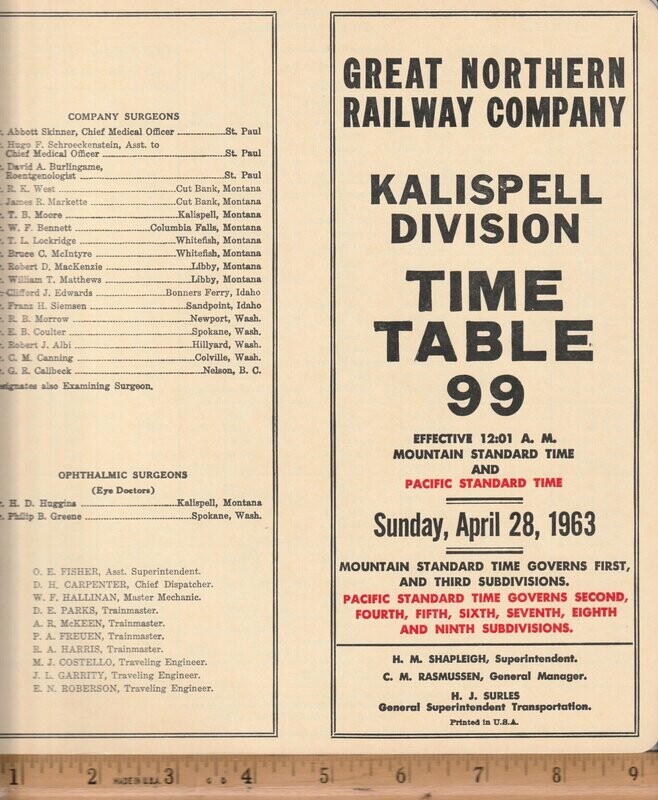 COMPANY SURGEONS
. Abbott Skinner, Chief Medical Officer ............ St. Paul
. Hugo F. Schroeckenstein, Asst. to
Chief Medical Officer ............ St. Paul
. David A. Burlingame,
Roentgenologist ............ St. Paul
. R. K. West ............ Cut Bank, Montana
. James R. Markette ............ Cut Bank, Montana
. T. B. Moore ............ Kalispell, Montana
. W. F. Bennett ............ Columbia Falls, Montana
. T. L. Lockridge ............ Whitefish, Montana
. Bruce C. McIntyre ............ Whitefish, Montana
. Robert D. MacKenzie ............ Libby, Montana
. William T. Matthews ............ Libby, Montana
. Clifford J. Edwards ............ Bonners Ferry, Idaho
. Franz H. Siemsen ............ Sandpoint, Idaho
. R. B. Morrow ............ Newport, Wash.
. E. B. Coulter ............ Spokane, Wash.
. Robert J. Albi ............ Hillyard, Wash.
. C. M. Canning ............ Colville, Wash.
. G. R. Callbeck ............ Nelson, B. C.
esignates also Examining Surgeon.
OPHTHALMIC SURGEONS
(Eye Doctors)
. H. D. Huggins ............ Kalispell, Montana
. Philip B. Greene ............ Spokane, Wash.
O. E. FISHER, Asst. Superintendent.
D. H. CARPENTER, Chief Dispatcher.
W. F. HALLINAN, Master Mechanic.
D. E. PARKS, Trainmaster.
A. R. McKEEN, Trainmaster.
P. A. FREUEN, Trainmaster.
R. A. HARRIS, Trainmaster.
M. J. COSTELLO, Traveling Engineer.
J. L. GARRITY, Traveling Engineer.
E. N. ROBERSON, Traveling Engineer.
GREAT NORTHERN
RAILWAY COMPANY
KALISPELL
DIVISION
TIME
TABLE
99
EFFECTIVE 12:01 A. M.
MOUNTAIN STANDARD TIME
AND
PACIFIC STANDARD TIME
Sunday, April 28, 1963
MOUNTAIN STANDARD TIME GOVERNS FIRST,
AND THIRD SUBDIVISIONS.
PACIFIC STANDARD TIME GOVERNS SECOND,
FOURTH, FIFTH, SIXTH, SEVENTH, EIGHTH
AND NINTH SUBDIVISIONS.
H. M. SHAPLEIGH, Superintendent.
C. M. RASMUSSEN, General Manager.
H. J. SURLES
General Superintendent Transportation.
Printed in U.S.A.
1 2 MADE IN U.S.A. 3 C D 4 5 6 7 8 9